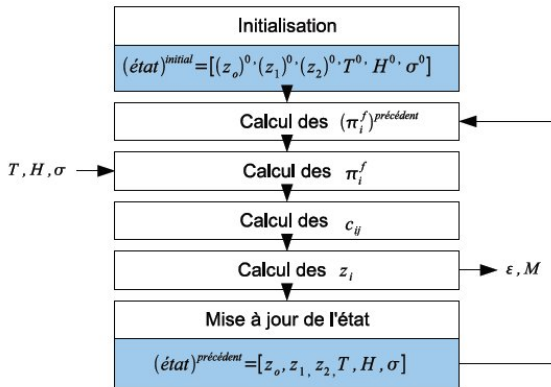 Initialisation
(état)^initial=[(z_o)^0,(z_1)^0,(z_2)^0,T^0,H^0,σ^0]
Calcul des (π_i^f)^précédent
T,H,σ
Calcul des π_i^f
Calcul des c_ij
Calcul des z_i
ε,M
Mise à jour de l'état
(état)^précédent=[z_o,z_1,z_2,T,H,σ]